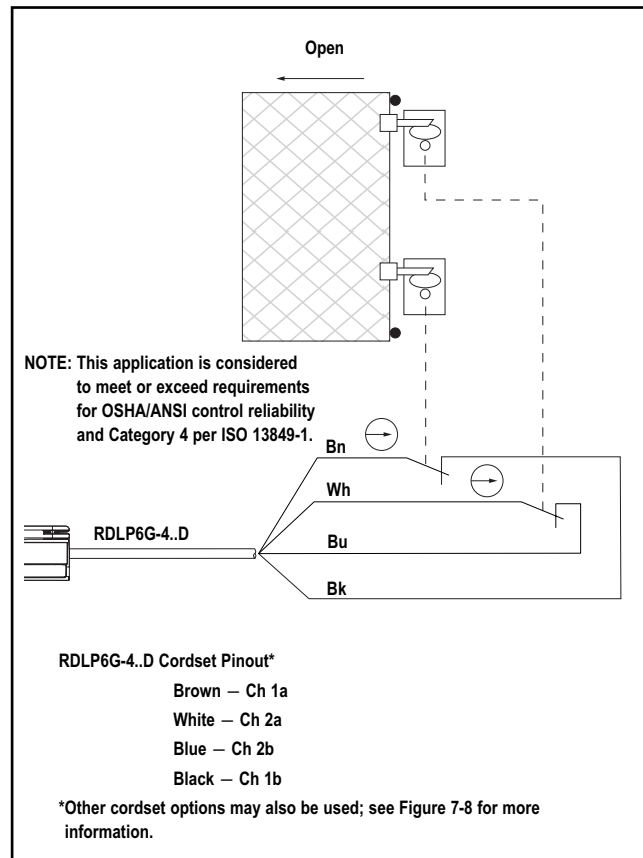 Open
NOTE: This application is considered
to meet or exceed requirements
for OSHA/ANSI control reliability
and Category 4 per ISO 13849-1.
Bn
Wh
RDLP6G-4..D
Bu
Bk
RDLP6G-4..D Cordset Pinout*
Brown — Ch 1a
White — Ch 2a
Blue — Ch 2b
Black — Ch 1b
*Other cordset options may also be used; see Figure 7-8 for more
information.